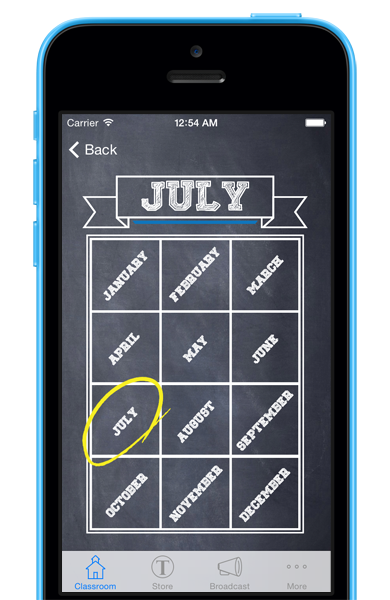 Carrier 12:54 AM
Back
JULY
JANUARY FEBRUARY MARCH
APRIL MAY JUNE
JULY AUGUST SEPTEMBER
OCTOBER NOVEMBER DECEMBER
T
Classroom Store Broadcast More